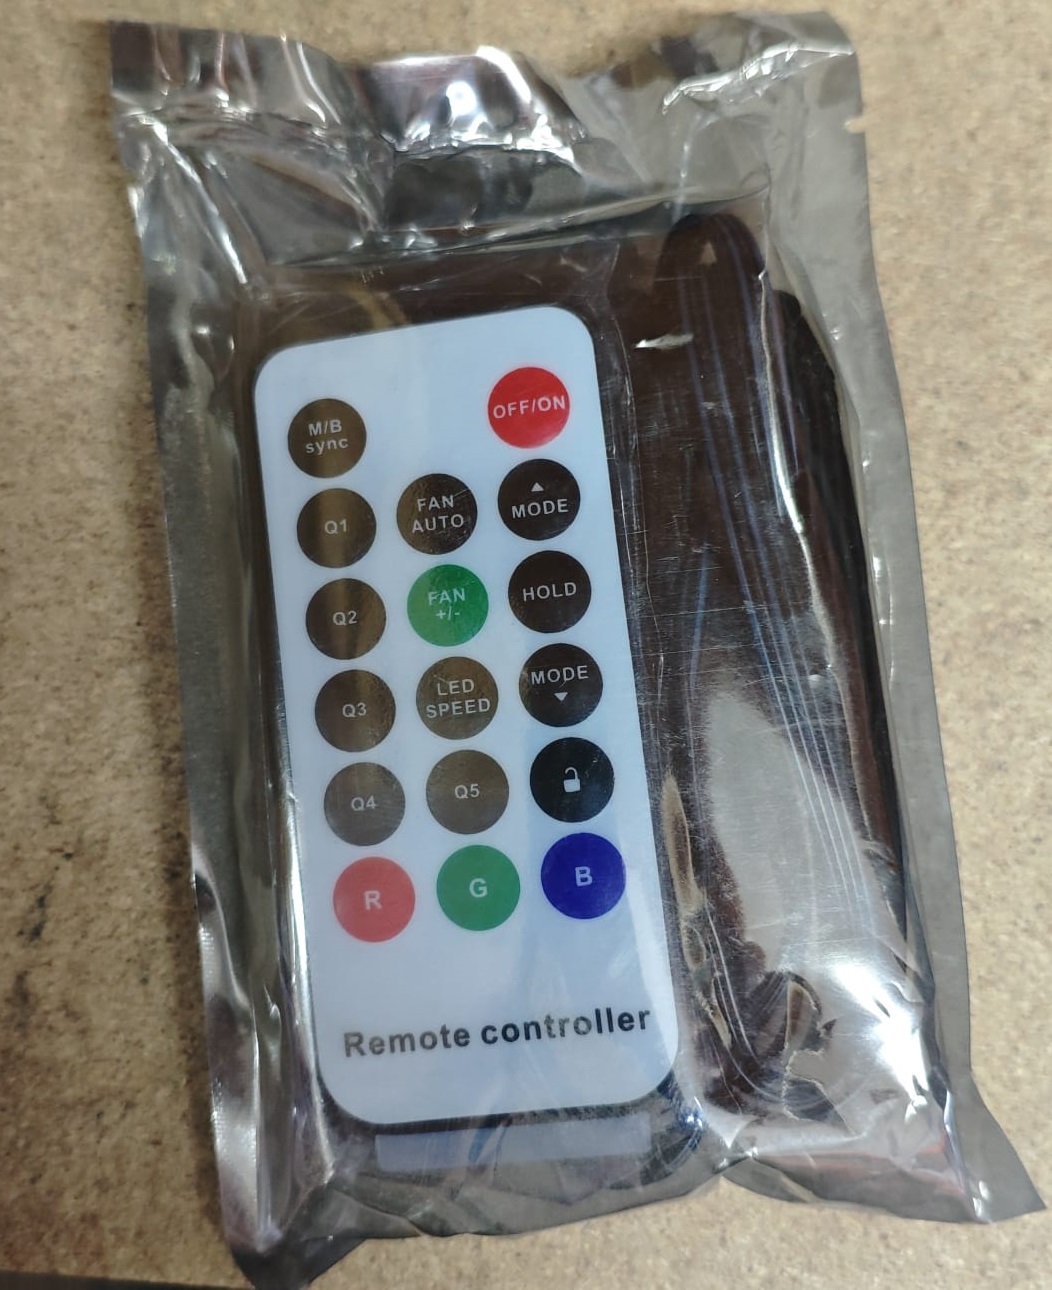 OFF/ON
M/B
sync
FAN
AUTO
▲
MODE
Q1
FAN
+/-
HOLD
Q2
LED
SPEED
MODE
▼
Q3
Q4
Q5
R
G
B
Remote controller